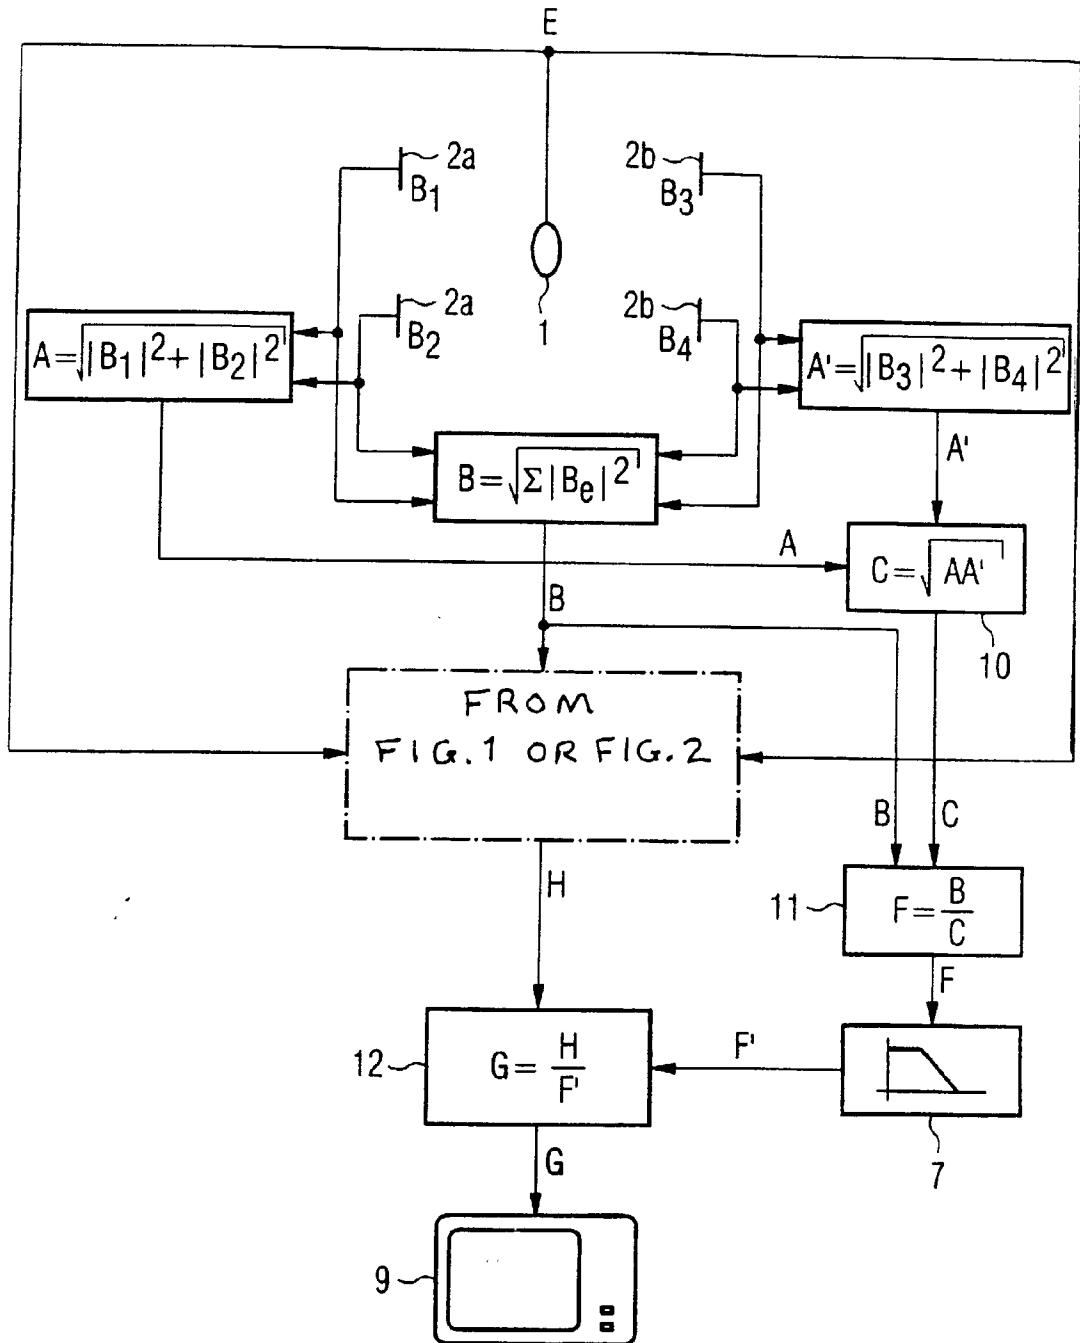 E
2a
B1
2b
B3
1
2a
B2
2b
B4
A=√|B1|²+|B2|²
A'=√|B3|²+|B4|²
B=√Σ|Be|²
A'
A
C=√AA'
10
B
FROM
FIG.1 OR FIG.2
B
C
H
11
F=B/C
F
12
G=H/F'
F'
7
G
9